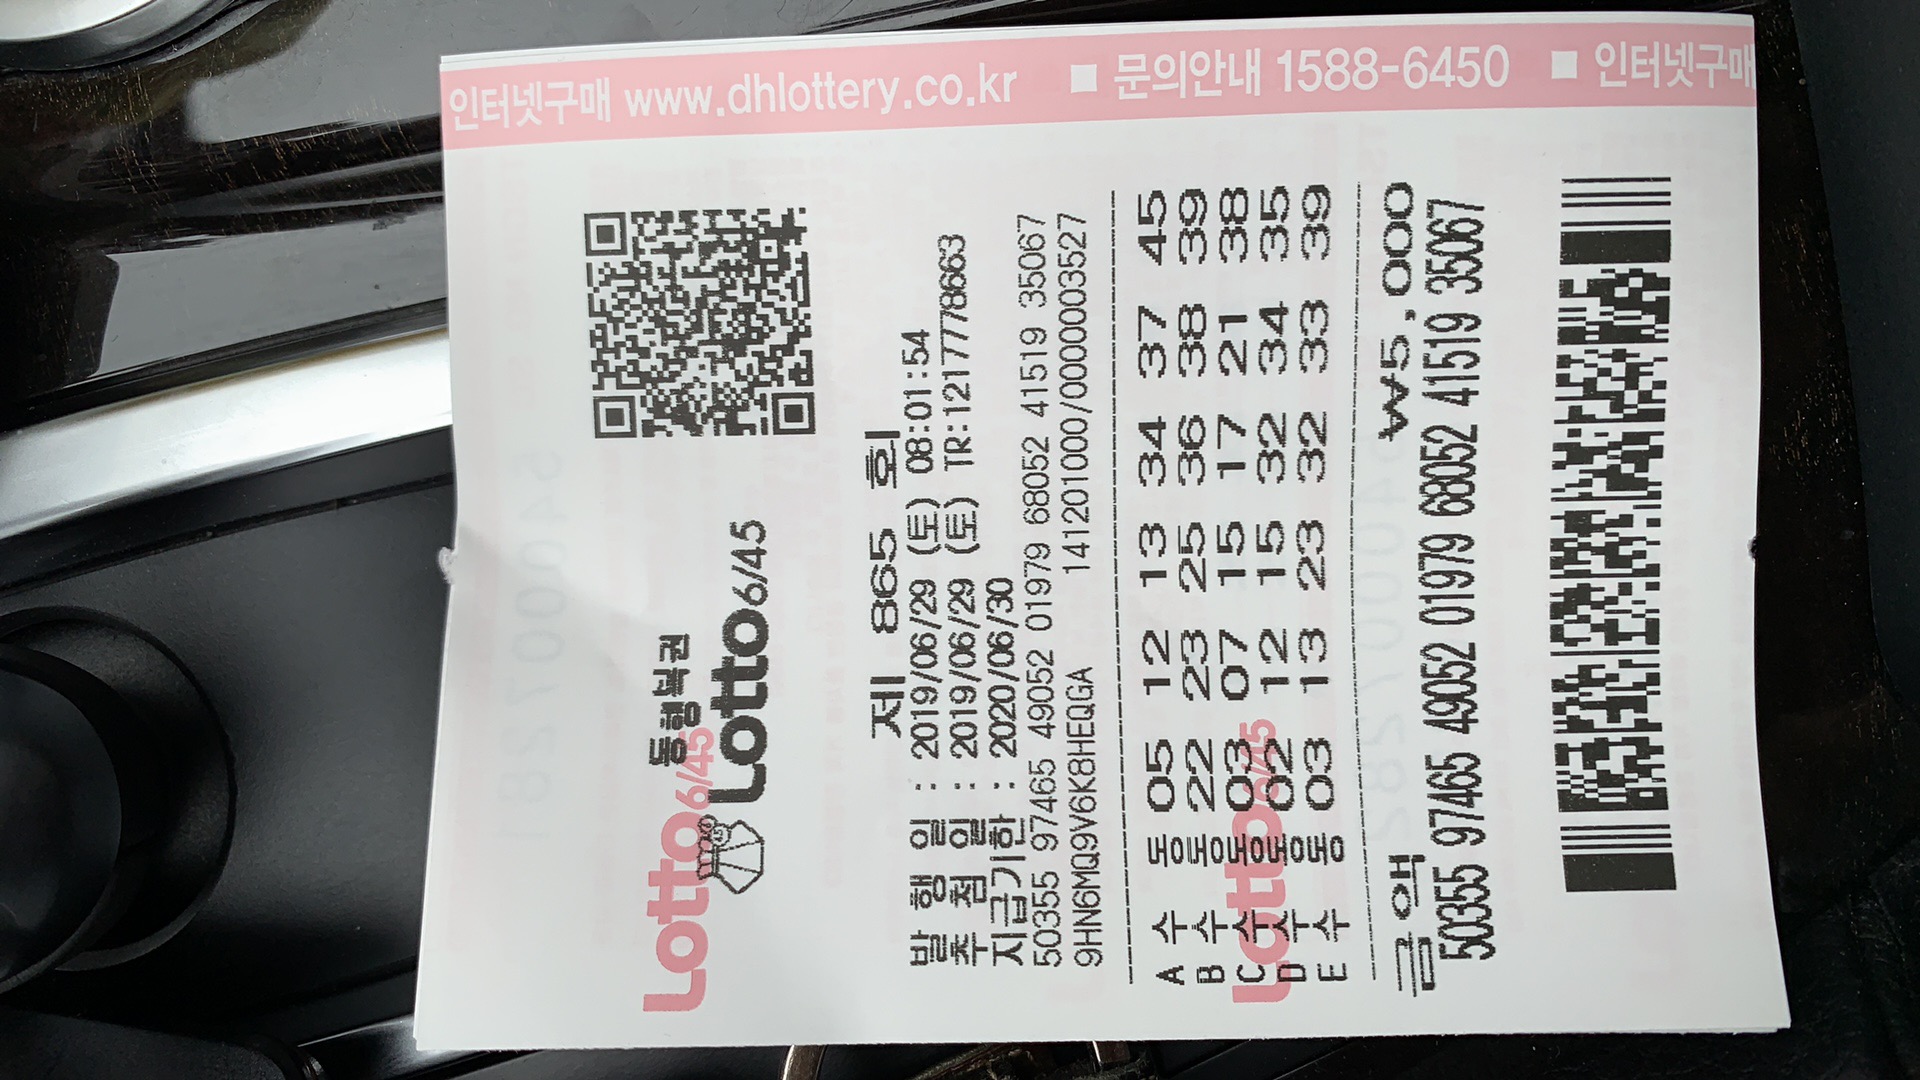 인터넷구매 www.dhlottery.co.kr ■ 문의안내 1588-6450 ■ 인터넷구매
Lotto6/45
동행복권
Lotto6/45
제 865 회
발 행 일 : 2019/06/29 (토) 08:01:54
추 첨 일 : 2019/06/29 (토) TR:1217778663
지급기한 : 2020/06/30
50355 97465 49052 01979 68052 41519 35067
9HN6MQ9V6K8HEQGA 141201000/0000003527
A 수 동 05 12 13 34 37 45
B 수 동 22 23 25 36 38 39
C 수 동 03 07 15 17 21 38
D 수 동 02 12 15 32 34 35
E 수 동 03 13 23 32 33 39
Lotto6/45
금액 ₩5,000
50355 97465 49052 01979 68052 41519 35067